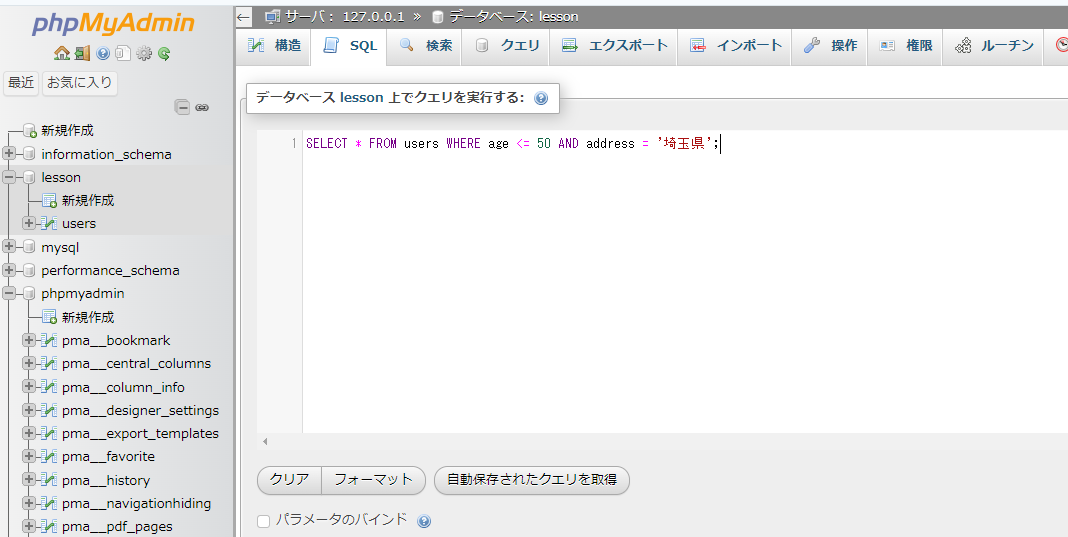 phpMyAdmin
最近 お気に入り
新規作成
information_schema
lesson
新規作成
users
mysql
performance_schema
phpmyadmin
新規作成
pma__bookmark
pma__central_columns
pma__column_info
pma__designer_settings
pma__export_templates
pma__favorite
pma__history
pma__navigationhiding
pma__pdf_pages
サーバ: 127.0.0.1 » データベース: lesson
構造 SQL 検索 クエリ エクスポート インポート 操作 権限 ルーチン
データベース lesson 上でクエリを実行する:
1 SELECT * FROM users WHERE age <= 50 AND address = '埼玉県';
クリア フォーマット 自動保存されたクエリを取得
パラメータのバインド